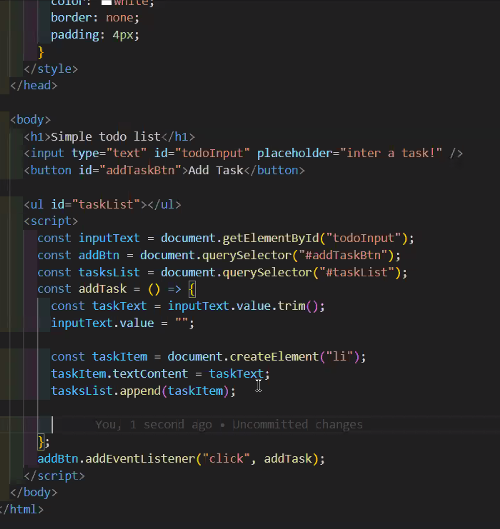 color: white;
border: none;
padding: 4px;
}
</style>
</head>
<body>
<h1>Simple todo list</h1>
<input type="text" id="todoInput" placeholder="inter a task!" />
<button id="addTaskBtn">Add Task</button>
<ul id="taskList"></ul>
<script>
const inputText = document.getElementById("todoInput");
const addBtn = document.querySelector("#addTaskBtn");
const tasksList = document.querySelector("#taskList");
const addTask = () => {
const taskText = inputText.value.trim();
inputText.value = "";
const taskItem = document.createElement("li");
taskItem.textContent = taskText;
tasksList.append(taskItem);
You, 1 second ago • Uncommitted changes
};
addBtn.addEventListener("click", addTask);
</script>
</body>
</html>